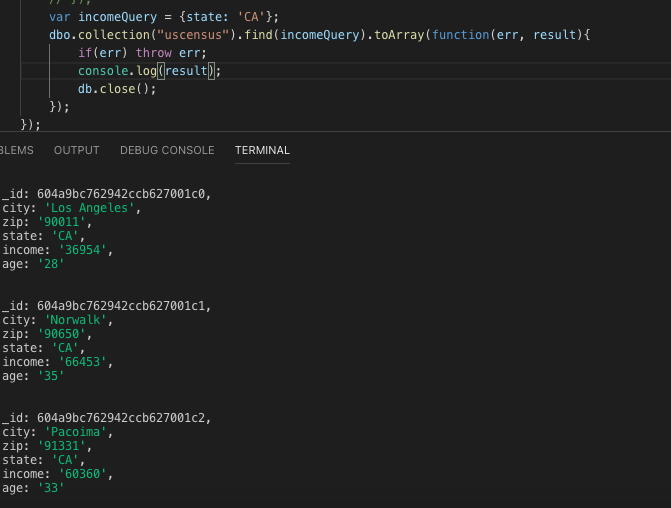 // });
var incomeQuery = {state: 'CA'};
dbo.collection("uscensus").find(incomeQuery).toArray(function(err, result){
if(err) throw err;
console.log(result);
db.close();
});
});
BLEMS OUTPUT DEBUG CONSOLE TERMINAL
_id: 604a9bc762942ccb627001c0,
city: 'Los Angeles',
zip: '90011',
state: 'CA',
income: '36954',
age: '28'
_id: 604a9bc762942ccb627001c1,
city: 'Norwalk',
zip: '90650',
state: 'CA',
income: '66453',
age: '35'
_id: 604a9bc762942ccb627001c2,
city: 'Pacoima',
zip: '91331',
state: 'CA',
income: '60360',
age: '33'